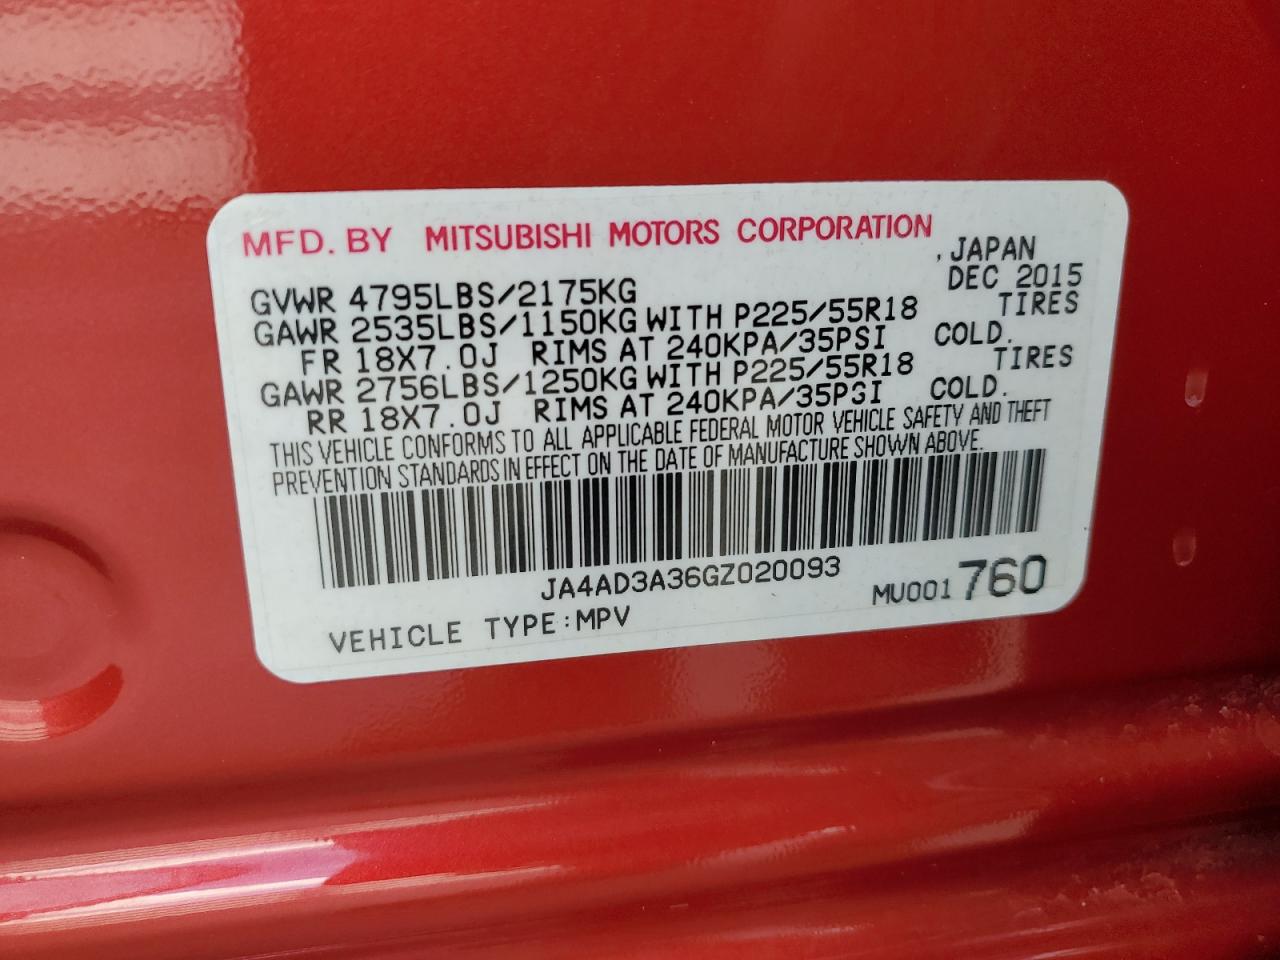 MFD. BY MITSUBISHI MOTORS CORPORATION
, JAPAN
DEC 2015
GVWR 4795LBS/2175KG
GAWR 2535LBS/1150KG WITH P225/55R18 TIRES
FR 18X7.0J RIMS AT 240KPA/35PSI COLD.
GAWR 2756LBS/1250KG WITH P225/55R18 TIRES
RR 18X7.0J RIMS AT 240KPA/35PSI COLD.
THIS VEHICLE CONFORMS TO ALL APPLICABLE FEDERAL MOTOR VEHICLE SAFETY AND THEFT
PREVENTION STANDARDS IN EFFECT ON THE DATE OF MANUFACTURE SHOWN ABOVE.
JA4AD3A36GZ020093
MU001760
VEHICLE TYPE:MPV